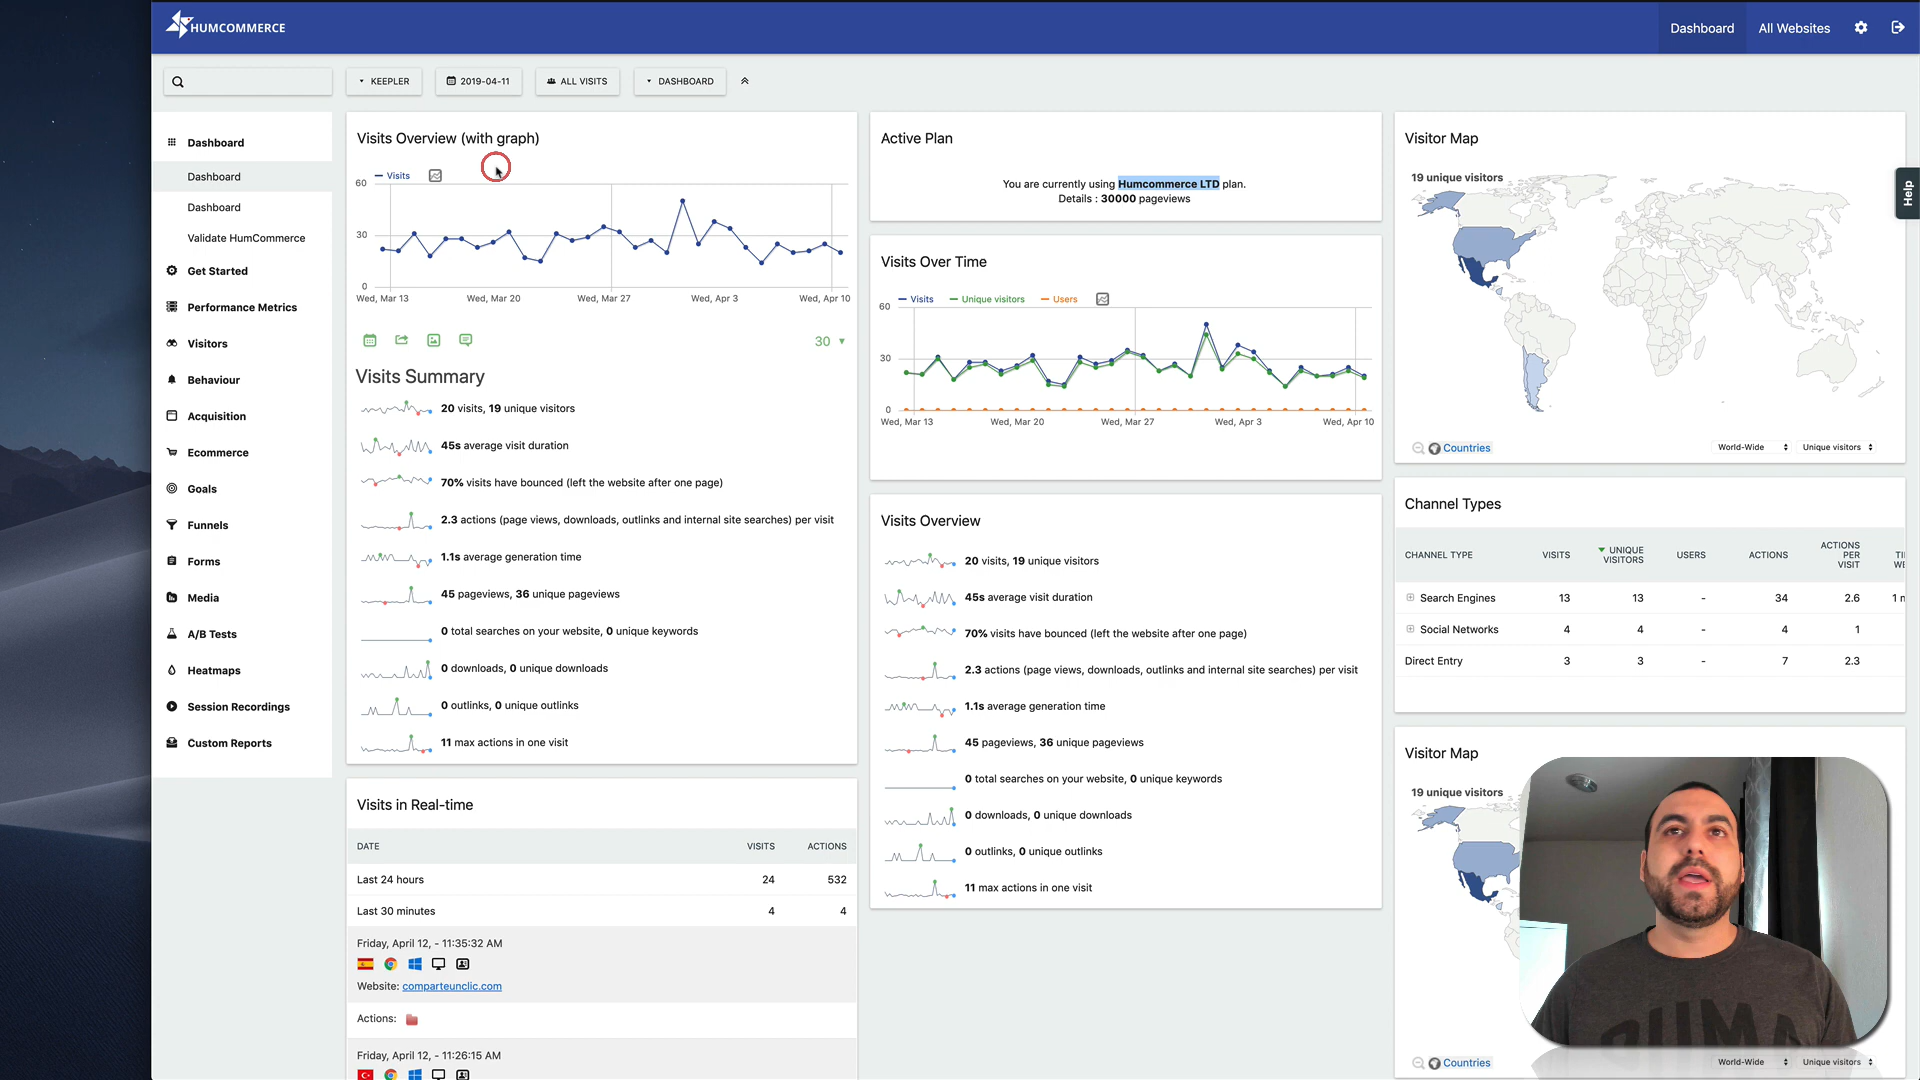 HUMCOMMERCE
Dashboard
All Websites
KEEPLER
2019-04-11
ALL VISITS
DASHBOARD
Dashboard
Dashboard
Dashboard
Validate HumCommerce
Get Started
Performance Metrics
Visitors
Behaviour
Acquisition
Ecommerce
Goals
Funnels
Forms
Media
A/B Tests
Heatmaps
Session Recordings
Custom Reports
Visits Overview (with graph)
Visits
60
30
0
Wed, Mar 13 Wed, Mar 20 Wed, Mar 27 Wed, Apr 3 Wed, Apr 10
30
Visits Summary
20 visits, 19 unique visitors
45s average visit duration
70% visits have bounced (left the website after one page)
2.3 actions (page views, downloads, outlinks and internal site searches) per visit
1.1s average generation time
45 pageviews, 36 unique pageviews
0 total searches on your website, 0 unique keywords
0 downloads, 0 unique downloads
0 outlinks, 0 unique outlinks
11 max actions in one visit
Visits in Real-time
DATE VISITS ACTIONS
Last 24 hours 24 532
Last 30 minutes 4 4
Friday, April 12, - 11:35:32 AM
Website: comparteunclic.com
Actions:
Friday, April 12, - 11:26:15 AM
Active Plan
You are currently using Humcommerce LTD plan.
Details : 30000 pageviews
Visits Over Time
Visits Unique visitors Users
60
30
0
Wed, Mar 13 Wed, Mar 20 Wed, Mar 27 Wed, Apr 3 Wed, Apr 10
Visits Overview
20 visits, 19 unique visitors
45s average visit duration
70% visits have bounced (left the website after one page)
2.3 actions (page views, downloads, outlinks and internal site searches) per visit
1.1s average generation time
45 pageviews, 36 unique pageviews
0 total searches on your website, 0 unique keywords
0 downloads, 0 unique downloads
0 outlinks, 0 unique outlinks
11 max actions in one visit
Visitor Map
19 unique visitors
Countries World-Wide Unique visitors
Help
Channel Types
CHANNEL TYPE VISITS UNIQUE VISITORS USERS ACTIONS ACTIONS PER VISIT
Search Engines 13 13 - 34 2.6
Social Networks 4 4 - 4 1
Direct Entry 3 3 - 7 2.3
Visitor Map
19 unique visitors
Countries World-Wide Unique visitors